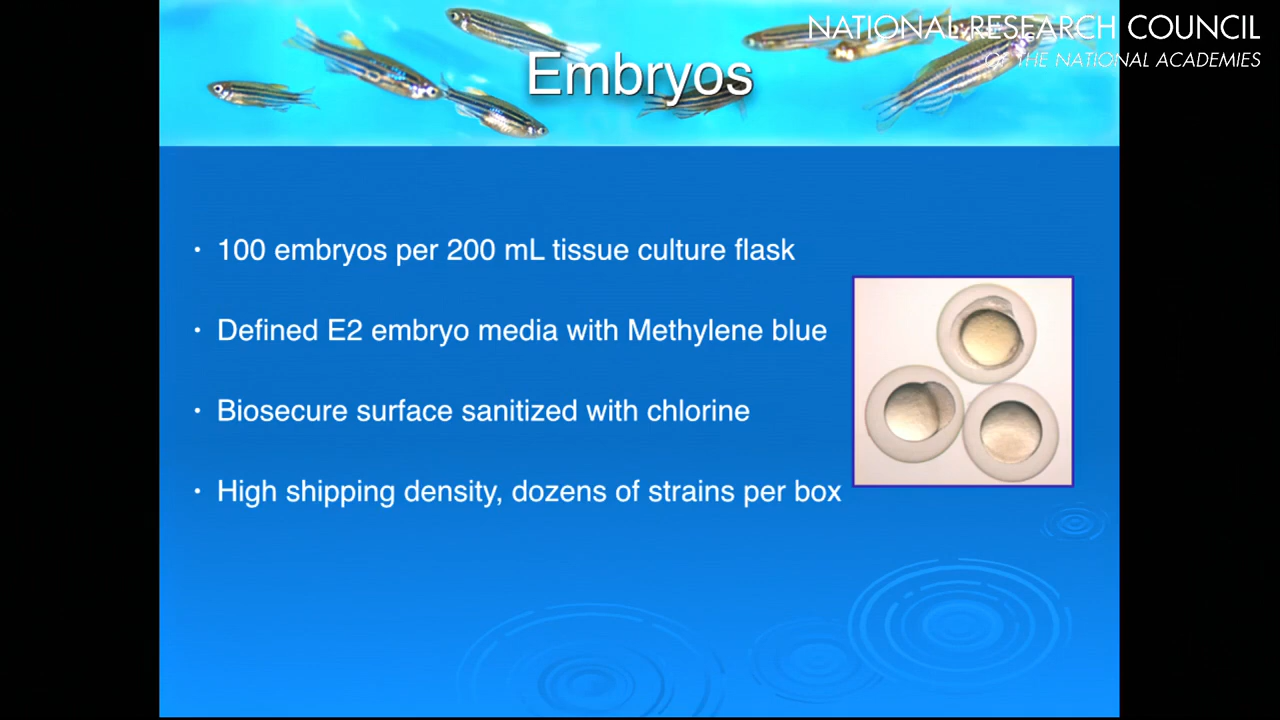 NATIONAL RESEARCH COUNCIL
OF THE NATIONAL ACADEMIES
Embryos
• 100 embryos per 200 mL tissue culture flask
• Defined E2 embryo media with Methylene blue
• Biosecure surface sanitized with chlorine
• High shipping density, dozens of strains per box